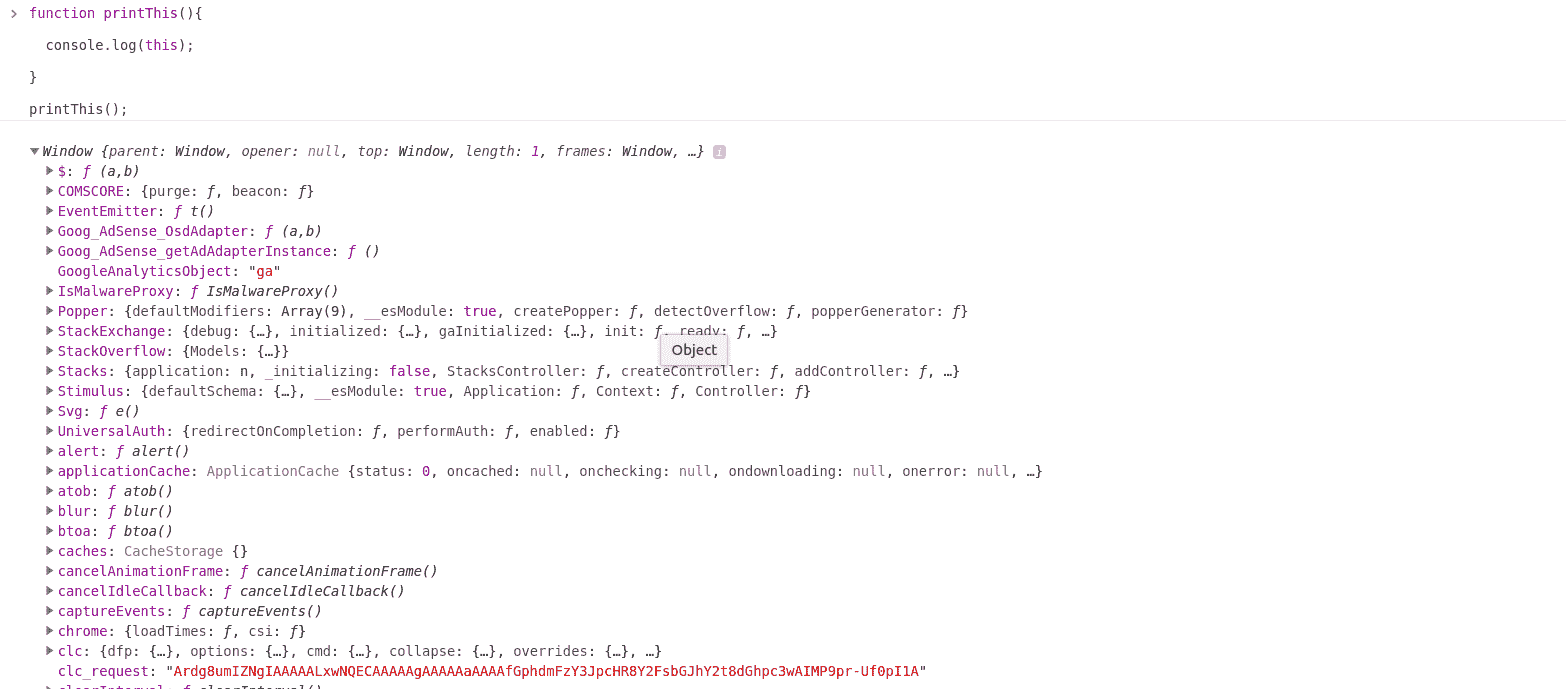 function printThis(){
console.log(this);
}
printThis();
Window {parent: Window, opener: null, top: Window, length: 1, frames: Window, …} i
$: ƒ (a,b)
COMSCORE: {purge: ƒ, beacon: ƒ}
EventEmitter: ƒ t()
Goog_AdSense_OsdAdapter: ƒ (a,b)
Goog_AdSense_getAdAdapterInstance: ƒ ()
GoogleAnalyticsObject: "ga"
IsMalwareProxy: ƒ IsMalwareProxy()
Popper: {defaultModifiers: Array(9), __esModule: true, createPopper: ƒ, detectOverflow: ƒ, popperGenerator: ƒ}
StackExchange: {debug: {…}, initialized: {…}, gaInitialized: {…}, init: ƒ, ready: ƒ, …}
StackOverflow: {Models: {…}}
Object
Stacks: {application: n, _initializing: false, StacksController: ƒ, createController: ƒ, addController: ƒ, …}
Stimulus: {defaultSchema: {…}, __esModule: true, Application: ƒ, Context: ƒ, Controller: ƒ}
Svg: ƒ e()
UniversalAuth: {redirectOnCompletion: ƒ, performAuth: ƒ, enabled: ƒ}
alert: ƒ alert()
applicationCache: ApplicationCache {status: 0, oncached: null, onchecking: null, ondownloading: null, onerror: null, …}
atob: ƒ atob()
blur: ƒ blur()
btoa: ƒ btoa()
caches: CacheStorage {}
cancelAnimationFrame: ƒ cancelAnimationFrame()
cancelIdleCallback: ƒ cancelIdleCallback()
captureEvents: ƒ captureEvents()
chrome: {loadTimes: ƒ, csi: ƒ}
clc: {dfp: {…}, options: {…}, cmd: {…}, collapse: {…}, overrides: {…}, …}
clc_request: "Ardg8umIZNgIAAAAALxwNQECAAAAAgAAAAAaAAAAfGphdmFzY3JpcHR8Y2FsbGJhY2t8dGhpc3wAIMP9pr-Uf0pI1A"
clearInterval: ƒ clearInterval()